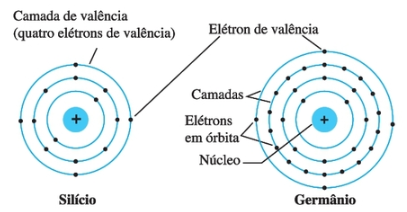 Camada de valência
(quatro elétrons de valência)
Elétron de valência
Camadas
Elétrons
em órbita
Núcleo
+
+
Silício
Germânio